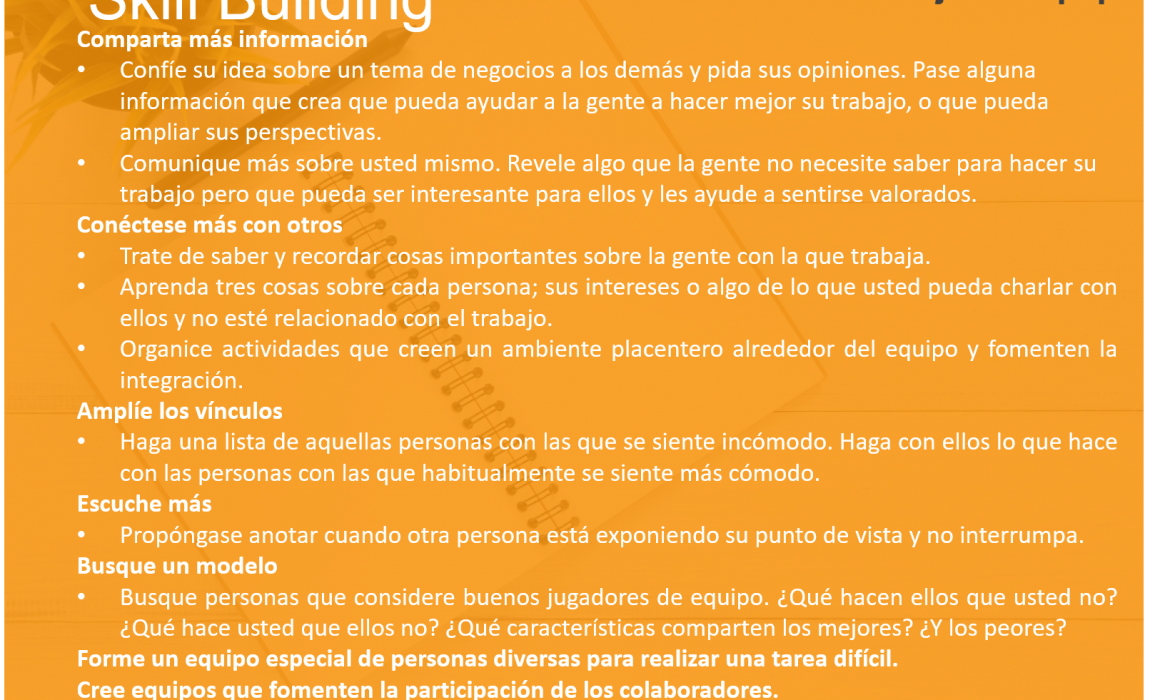 Skill Building
Comparta más información
• Confíe su idea sobre un tema de negocios a los demás y pida sus opiniones. Pase alguna
información que crea que pueda ayudar a la gente a hacer mejor su trabajo, o que pueda
ampliar sus perspectivas.
• Comunique más sobre usted mismo. Revele algo que la gente no necesite saber para hacer su
trabajo pero que pueda ser interesante para ellos y les ayude a sentirse valorados.
Conéctese más con otros
• Trate de saber y recordar cosas importantes sobre la gente con la que trabaja.
• Aprenda tres cosas sobre cada persona; sus intereses o algo de lo que usted pueda charlar con
ellos y no esté relacionado con el trabajo.
• Organice actividades que creen un ambiente placentero alrededor del equipo y fomenten la
integración.
Amplíe los vínculos
• Haga una lista de aquellas personas con las que se siente incómodo. Haga con ellos lo que hace
con las personas con las que habitualmente se siente más cómodo.
Escuche más
• Propóngase anotar cuando otra persona está exponiendo su punto de vista y no interrumpa.
Busque un modelo
• Busque personas que considere buenos jugadores de equipo. ¿Qué hacen ellos que usted no?
¿Qué hace usted que ellos no? ¿Qué características comparten los mejores? ¿Y los peores?
Forme un equipo especial de personas diversas para realizar una tarea difícil.
Cree equipos que fomenten la participación de los colaboradores.